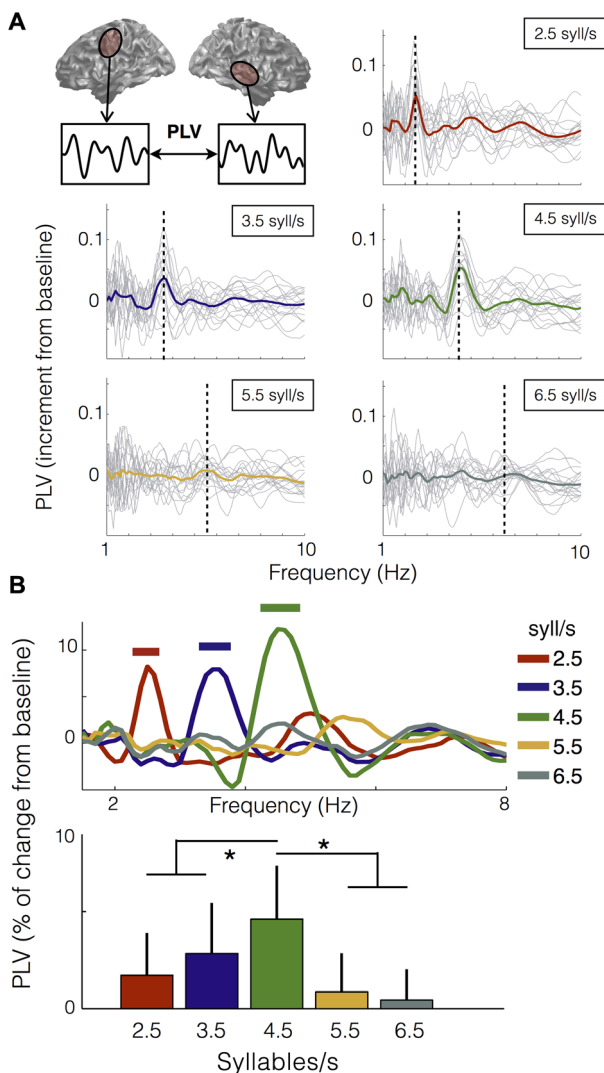 A
2.5 syll/s
PLV
0.1
0
3.5 syll/s
4.5 syll/s
0.1
0
0.1
0
5.5 syll/s
6.5 syll/s
0.1
0
0.1
0
PLV (increment from baseline)
1
10
1
10
Frequency (Hz)
B
syll/s
10
2.5
3.5
4.5
0
5.5
6.5
2
Frequency (Hz)
8
PLV (% of change from baseline)
10
*
*
0
2.5
3.5
4.5
5.5
6.5
Syllables/s